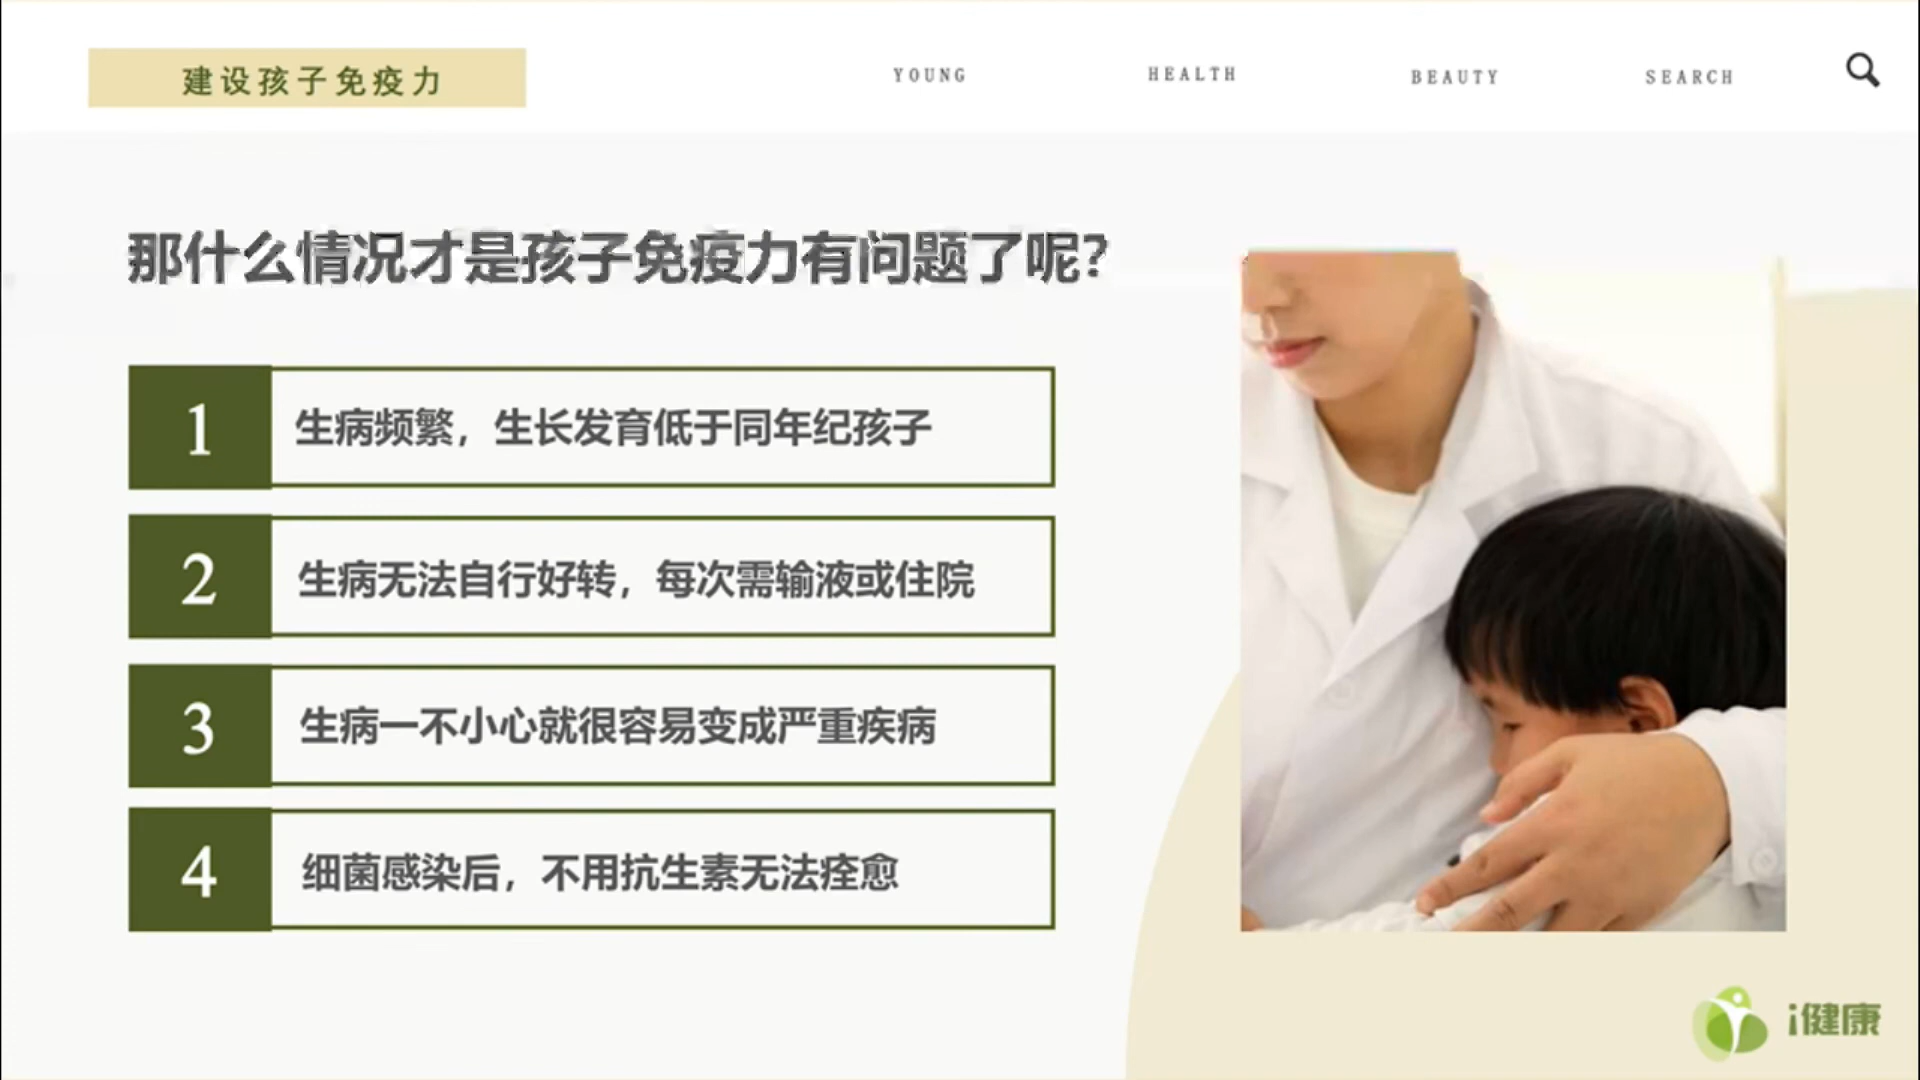 建设孩子免疫力
YOUNG
HEALTH
BEAUTY
SEARCH
那什么情况才是孩子免疫力有问题了呢？
1
生病频繁，生长发育低于同年纪孩子
2
生病无法自行好转，每次需输液或住院
3
生病一不小心就很容易变成严重疾病
4
细菌感染后，不用抗生素无法痊愈
i健康